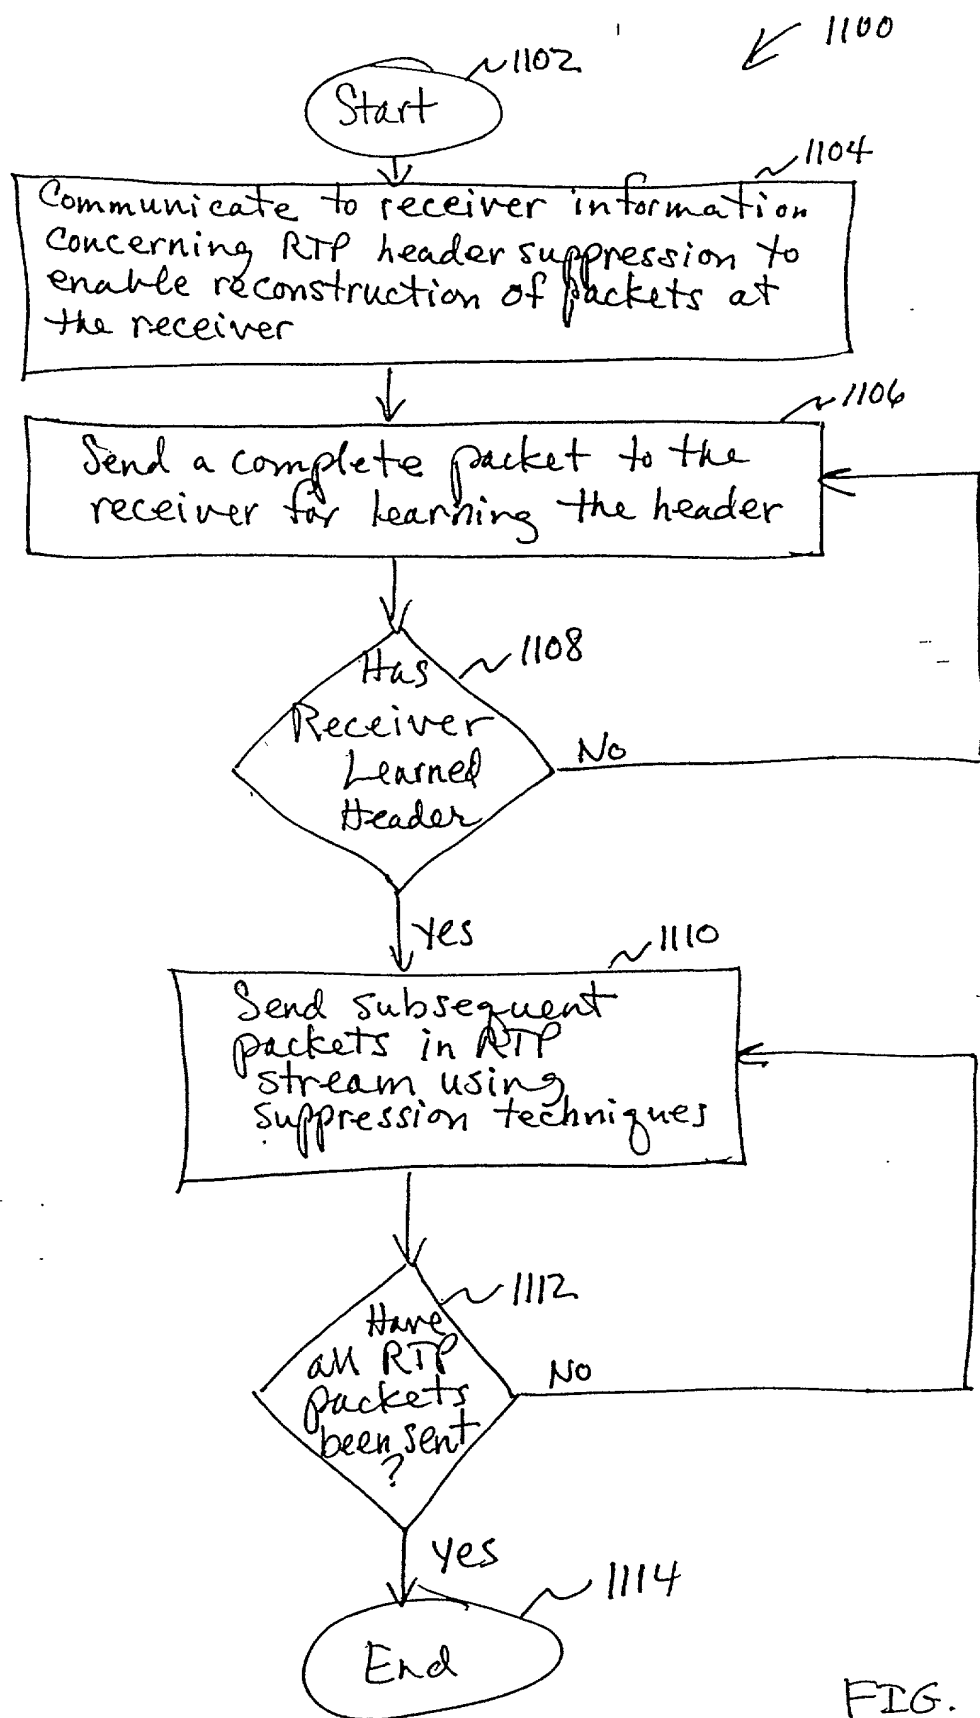 1100
1102
Start
1104
Communicate to receiver information
concerning RTP header suppression to
enable reconstruction of packets at
the receiver
1106
Send a complete packet to the
receiver for learning the header
1108
Has
Receiver
Learned
Header
No
Yes
1110
Send subsequent
packets in RTP
stream using
suppression techniques
1112
Have
all RTP
packets
been sent
?
No
Yes
1114
End
FIG.